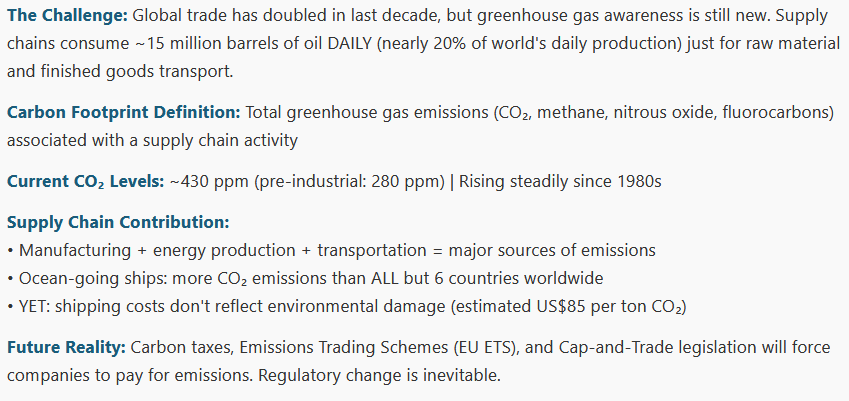 The Challenge: Global trade has doubled in last decade, but greenhouse gas awareness is still new. Supply
chains consume ~15 million barrels of oil DAILY (nearly 20% of world's daily production) just for raw material
and finished goods transport.
Carbon Footprint Definition: Total greenhouse gas emissions (CO₂, methane, nitrous oxide, fluorocarbons)
associated with a supply chain activity
Current CO₂ Levels: ~430 ppm (pre-industrial: 280 ppm) | Rising steadily since 1980s
Supply Chain Contribution:
• Manufacturing + energy production + transportation = major sources of emissions
• Ocean-going ships: more CO₂ emissions than ALL but 6 countries worldwide
• YET: shipping costs don't reflect environmental damage (estimated US$85 per ton CO₂)
Future Reality: Carbon taxes, Emissions Trading Schemes (EU ETS), and Cap-and-Trade legislation will force
companies to pay for emissions. Regulatory change is inevitable.